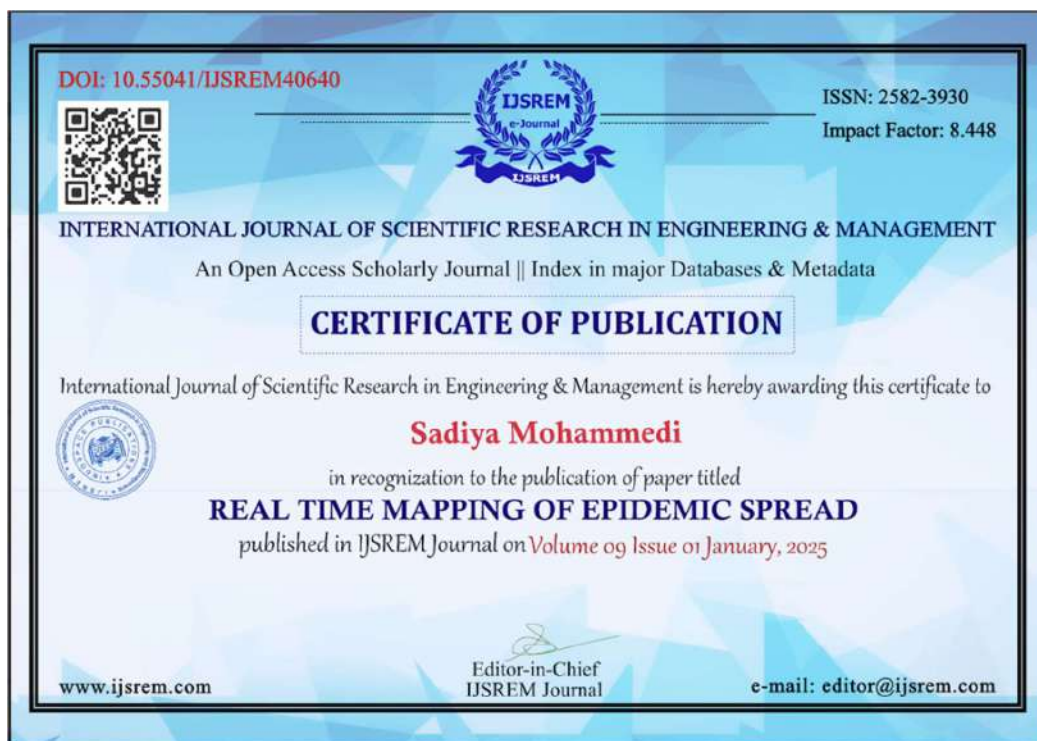 DOI: 10.55041/IJSREM40640
IJSREM
e-Journal
IJSREM
ISSN: 2582-3930
Impact Factor: 8.448
INTERNATIONAL JOURNAL OF SCIENTIFIC RESEARCH IN ENGINEERING & MANAGEMENT
An Open Access Scholarly Journal || Index in major Databases & Metadata
CERTIFICATE OF PUBLICATION
International Journal of Scientific Research in Engineering & Management is hereby awarding this certificate to
Sadiya Mohammedi
in recognization to the publication of paper titled
REAL TIME MAPPING OF EPIDEMIC SPREAD
published in IJSREM Journal on Volume 09 Issue 01 January, 2025
Editor-in-Chief
IJSREM Journal
www.ijsrem.com
e-mail: editor@ijsrem.com